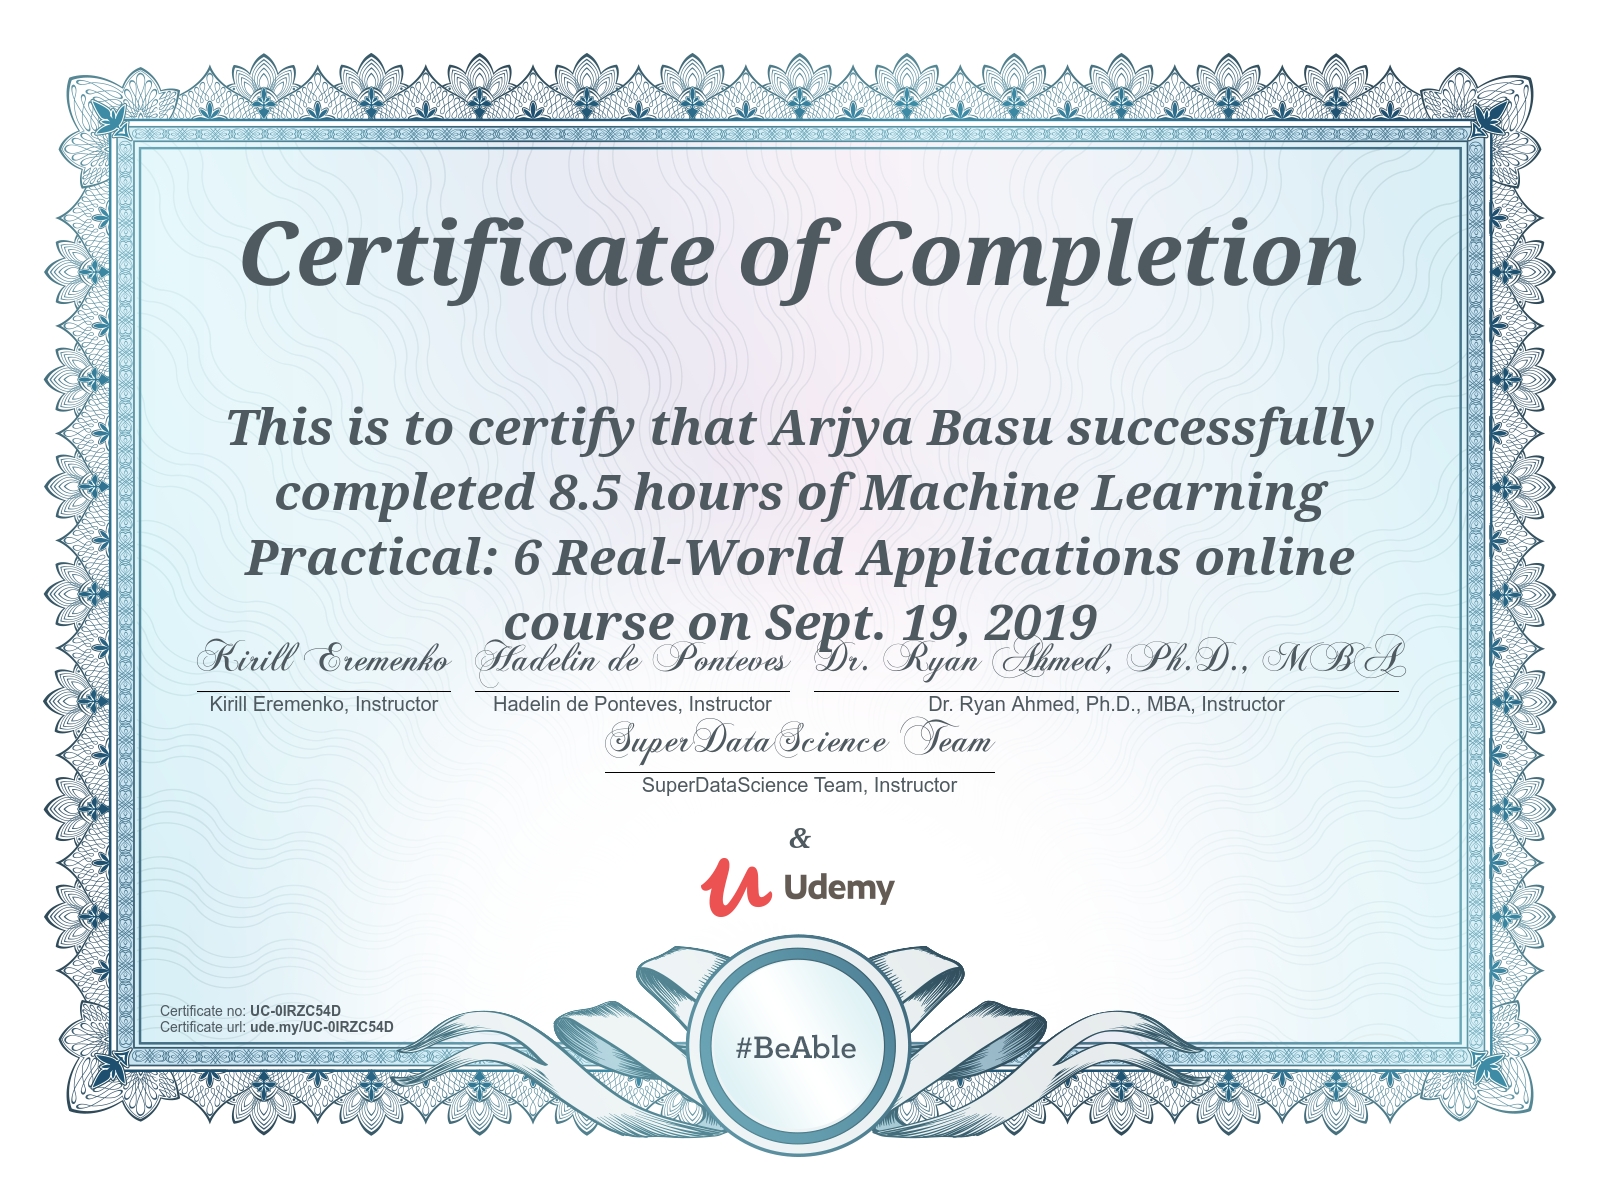 Certificate of Completion
This is to certify that Arjya Basu successfully
completed 8.5 hours of Machine Learning
Practical: 6 Real-World Applications online
course on Sept. 19, 2019
Kirill Eremenko Hadelin de Ponteves Dr. Ryan Ahmed, Ph.D., MBA
Kirill Eremenko, Instructor Hadelin de Ponteves, Instructor Dr. Ryan Ahmed, Ph.D., MBA, Instructor
SuperDataScience Team
SuperDataScience Team, Instructor
&
Udemy
Certificate no: UC-0IRZC54D
Certificate url: ude.my/UC-0IRZC54D
#BeAble